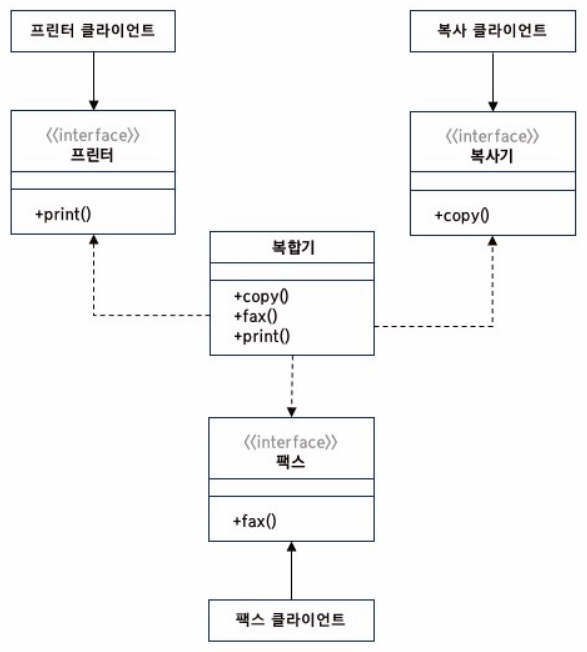 프린터 클라이언트
복사 클라이언트
<<interface>>
프린터
+print()
<<interface>>
복사기
+copy()
복합기
+copy()
+fax()
+print()
<<interface>>
팩스
+fax()
팩스 클라이언트